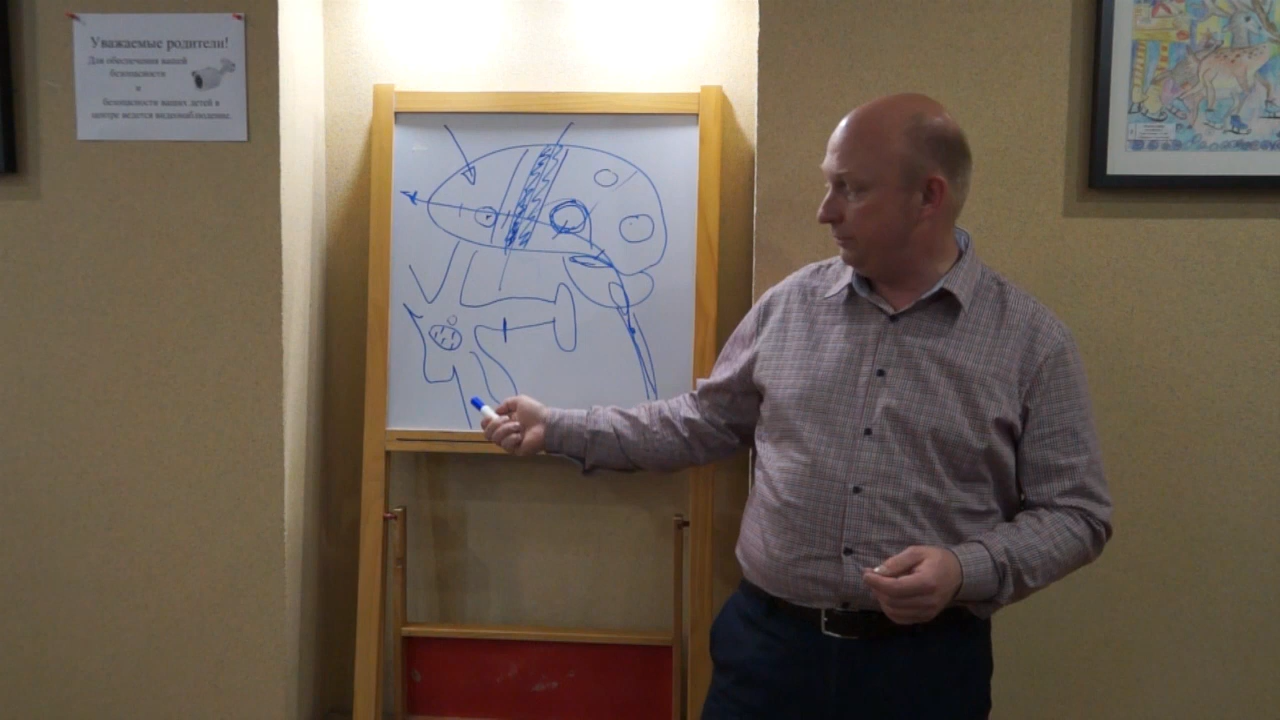 Уважаемые родители!
Для обеспечения вашей
безопасности
и
безопасности ваших детей в
центре ведется видеонаблюдение.